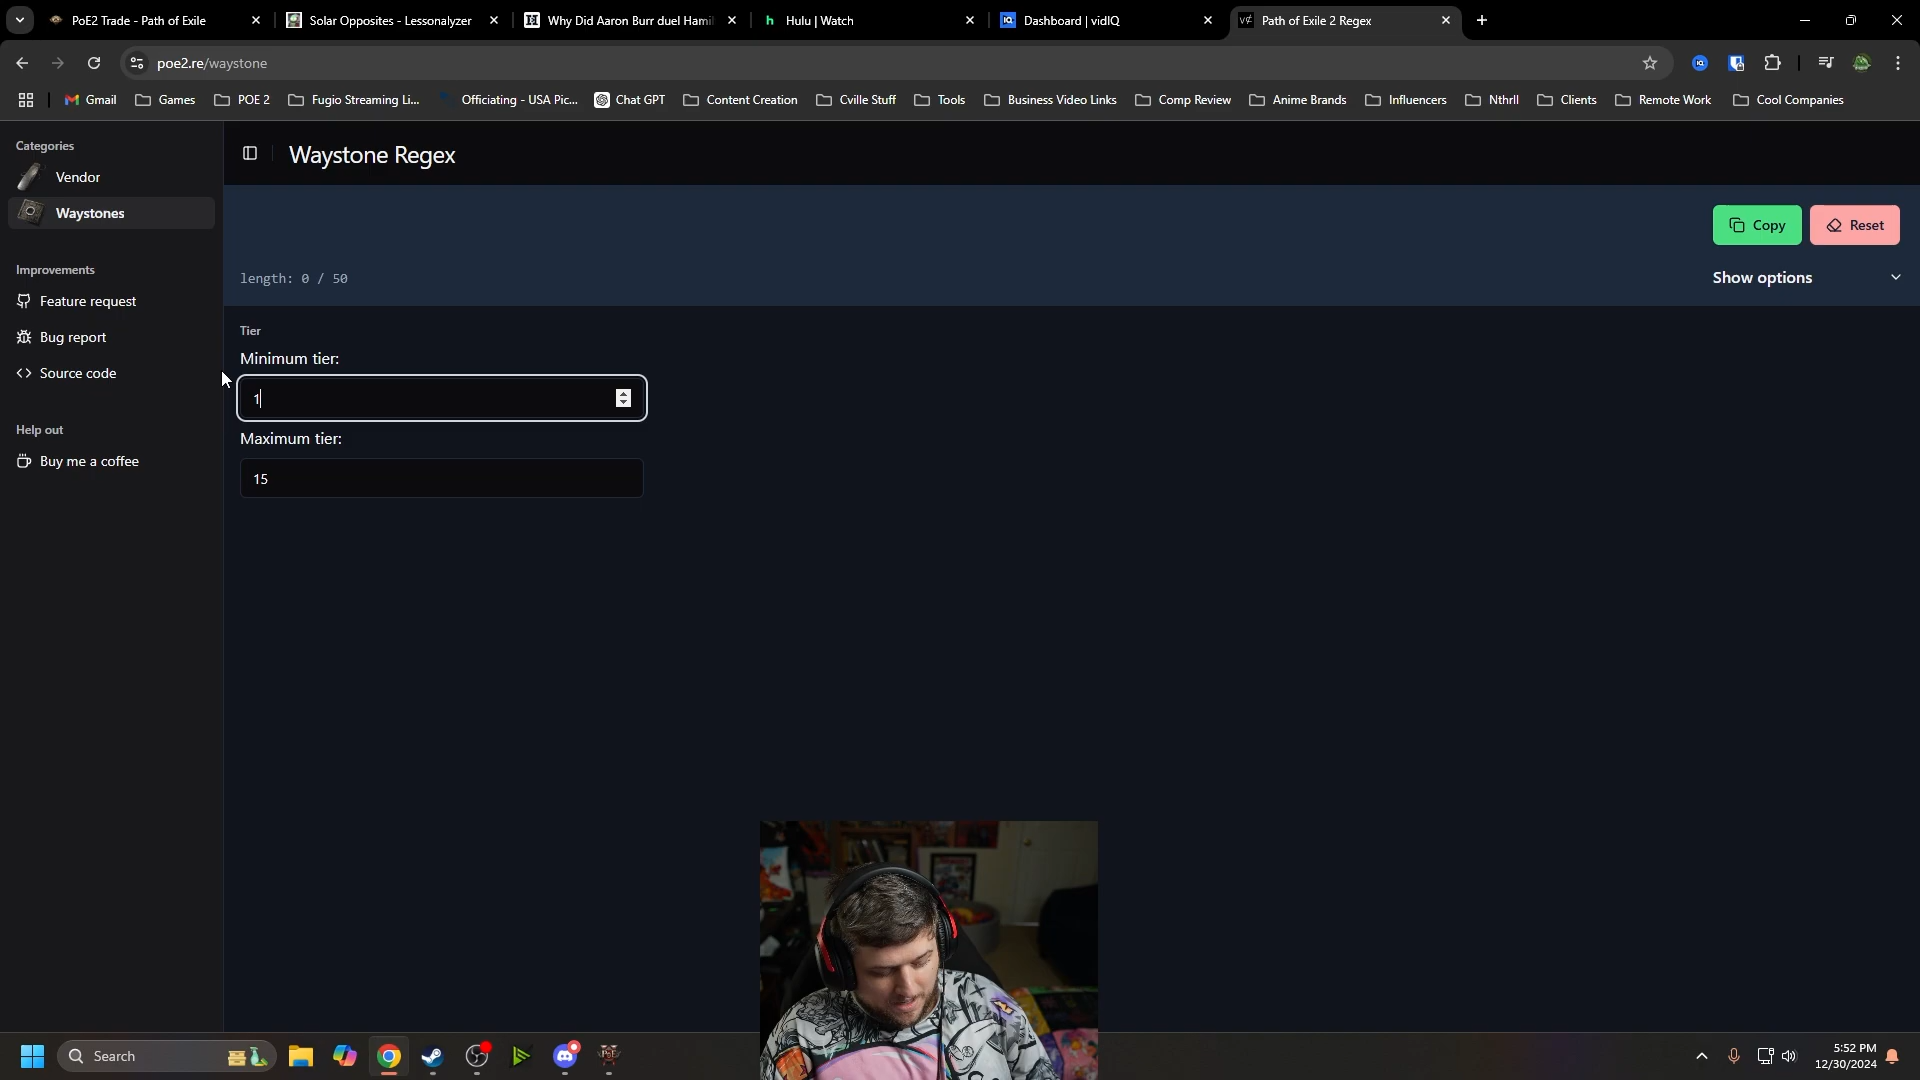 PoE2 Trade - Path of Exile
Solar Opposites - Lessonalyzer
Why Did Aaron Burr duel Hamil
h Hulu | Watch
IQ Dashboard | vidIQ
Path of Exile 2 Regex
poe2.re/waystone
Gmail
Games
POE 2
Fugio Streaming Li...
Officiating - USA Pic...
Chat GPT
Content Creation
Cville Stuff
Tools
Business Video Links
Comp Review
Anime Brands
Influencers
Nthrll
Clients
Remote Work
Cool Companies
Categories
Vendor
Waystones
Improvements
Feature request
Bug report
Source code
Help out
Buy me a coffee
Waystone Regex
Copy
Reset
length: 0 / 50
Show options
Tier
Minimum tier:
1
Maximum tier:
15
Search
5:52 PM
12/30/2024